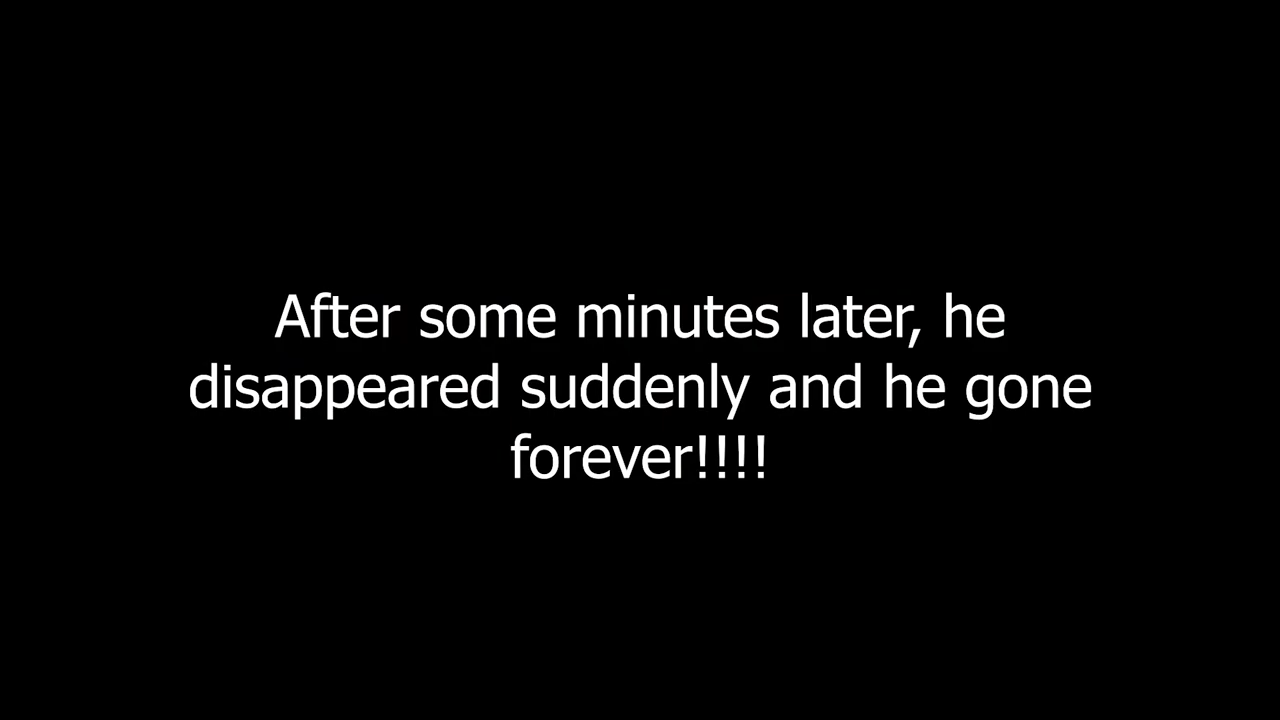 After some minutes later, he
disappeared suddenly and he gone
forever!!!!